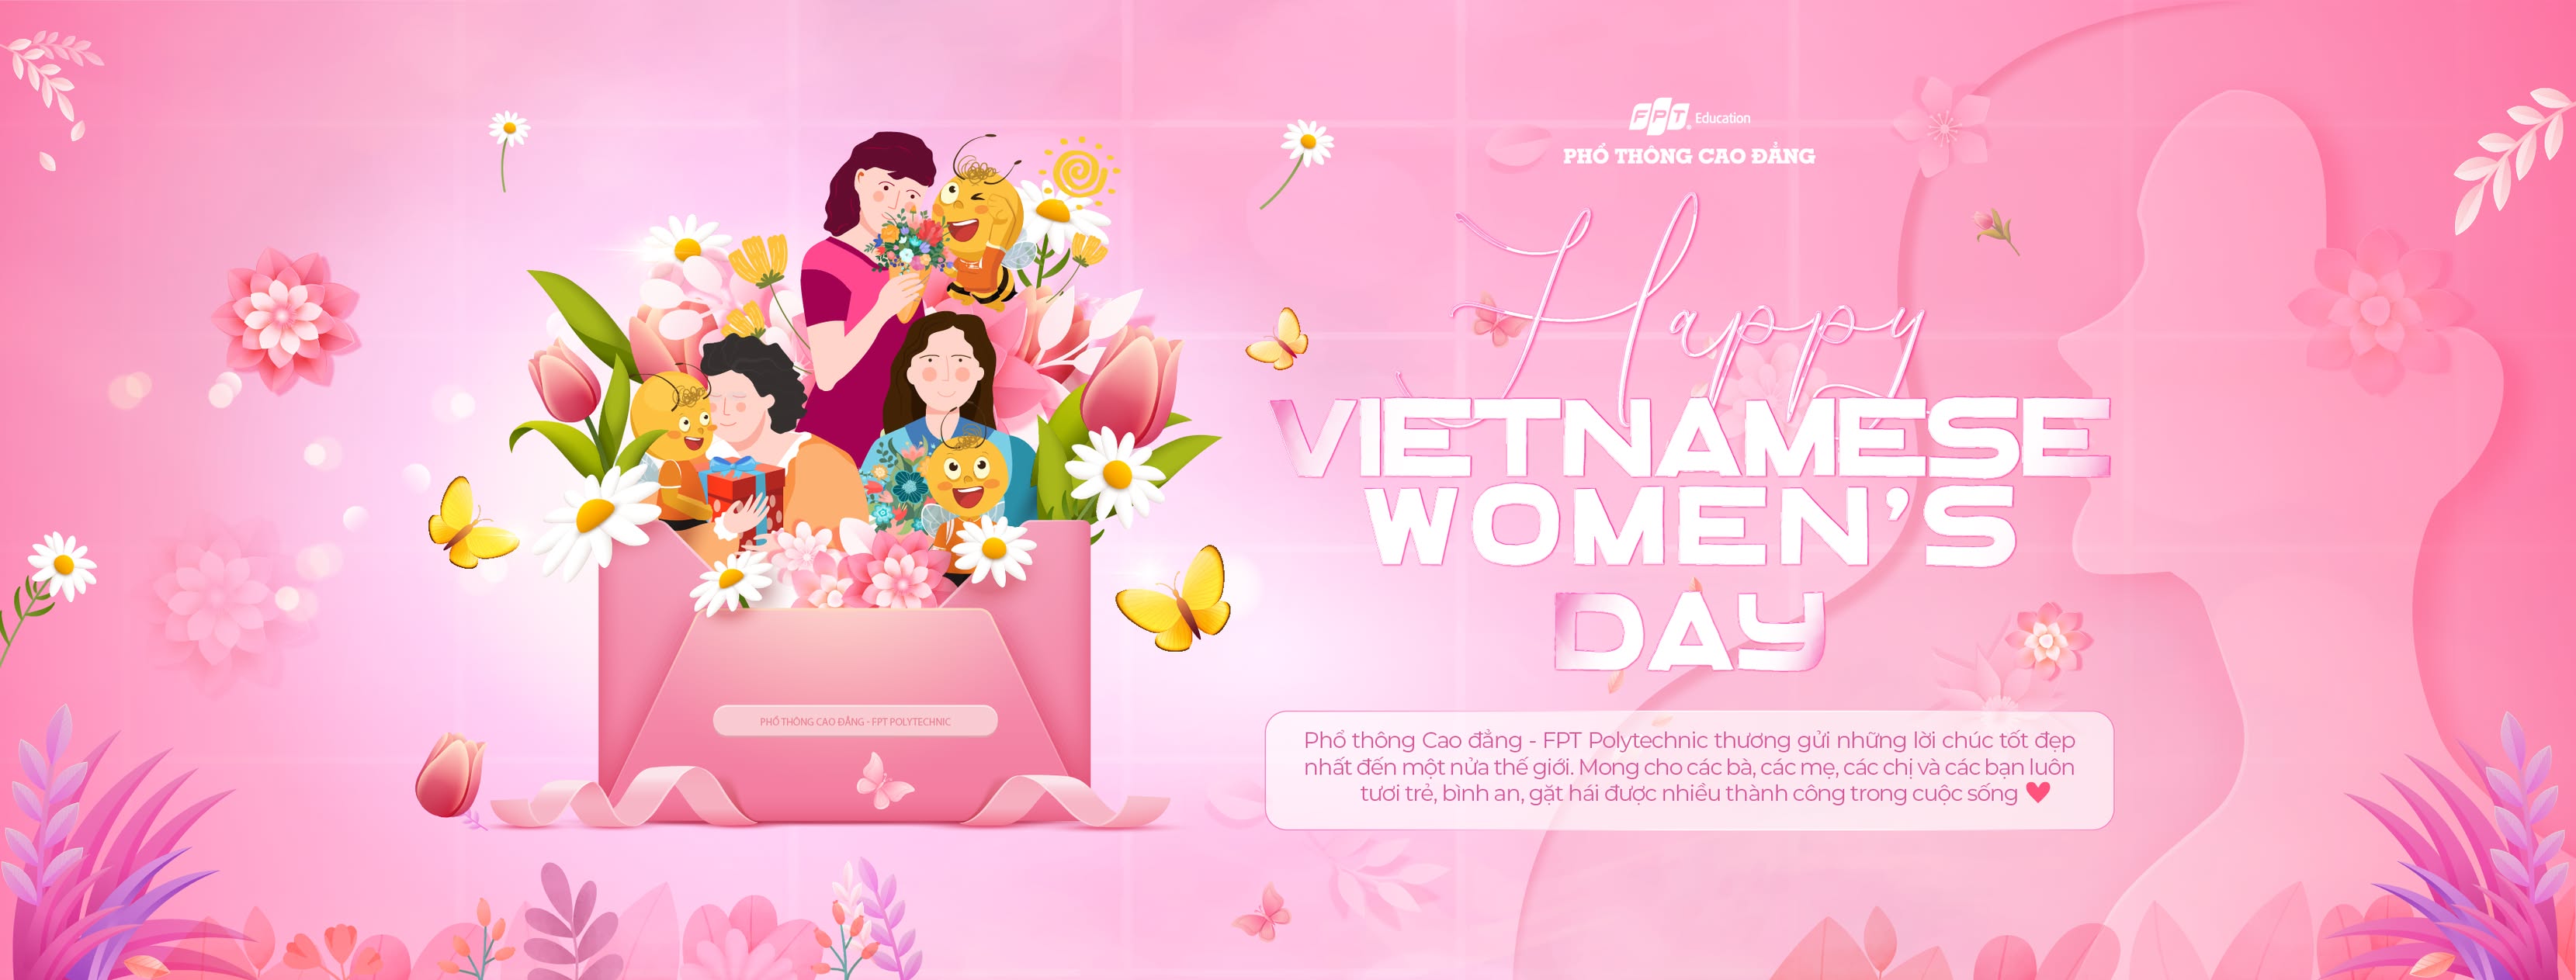 FPT Education
PHỔ THÔNG CAO ĐẲNG
Happy
VIETNAMESE
WOMEN'S
DAY
PHỔ THÔNG CAO ĐẲNG - FPT POLYTECHNIC
Phổ thông Cao đẳng - FPT Polytechnic thương gửi những lời chúc tốt đẹp
nhất đến một nửa thế giới. Mong cho các bà, các mẹ, các chị và các bạn luôn
tươi trẻ, bình an, gặt hái được nhiều thành công trong cuộc sống ❤